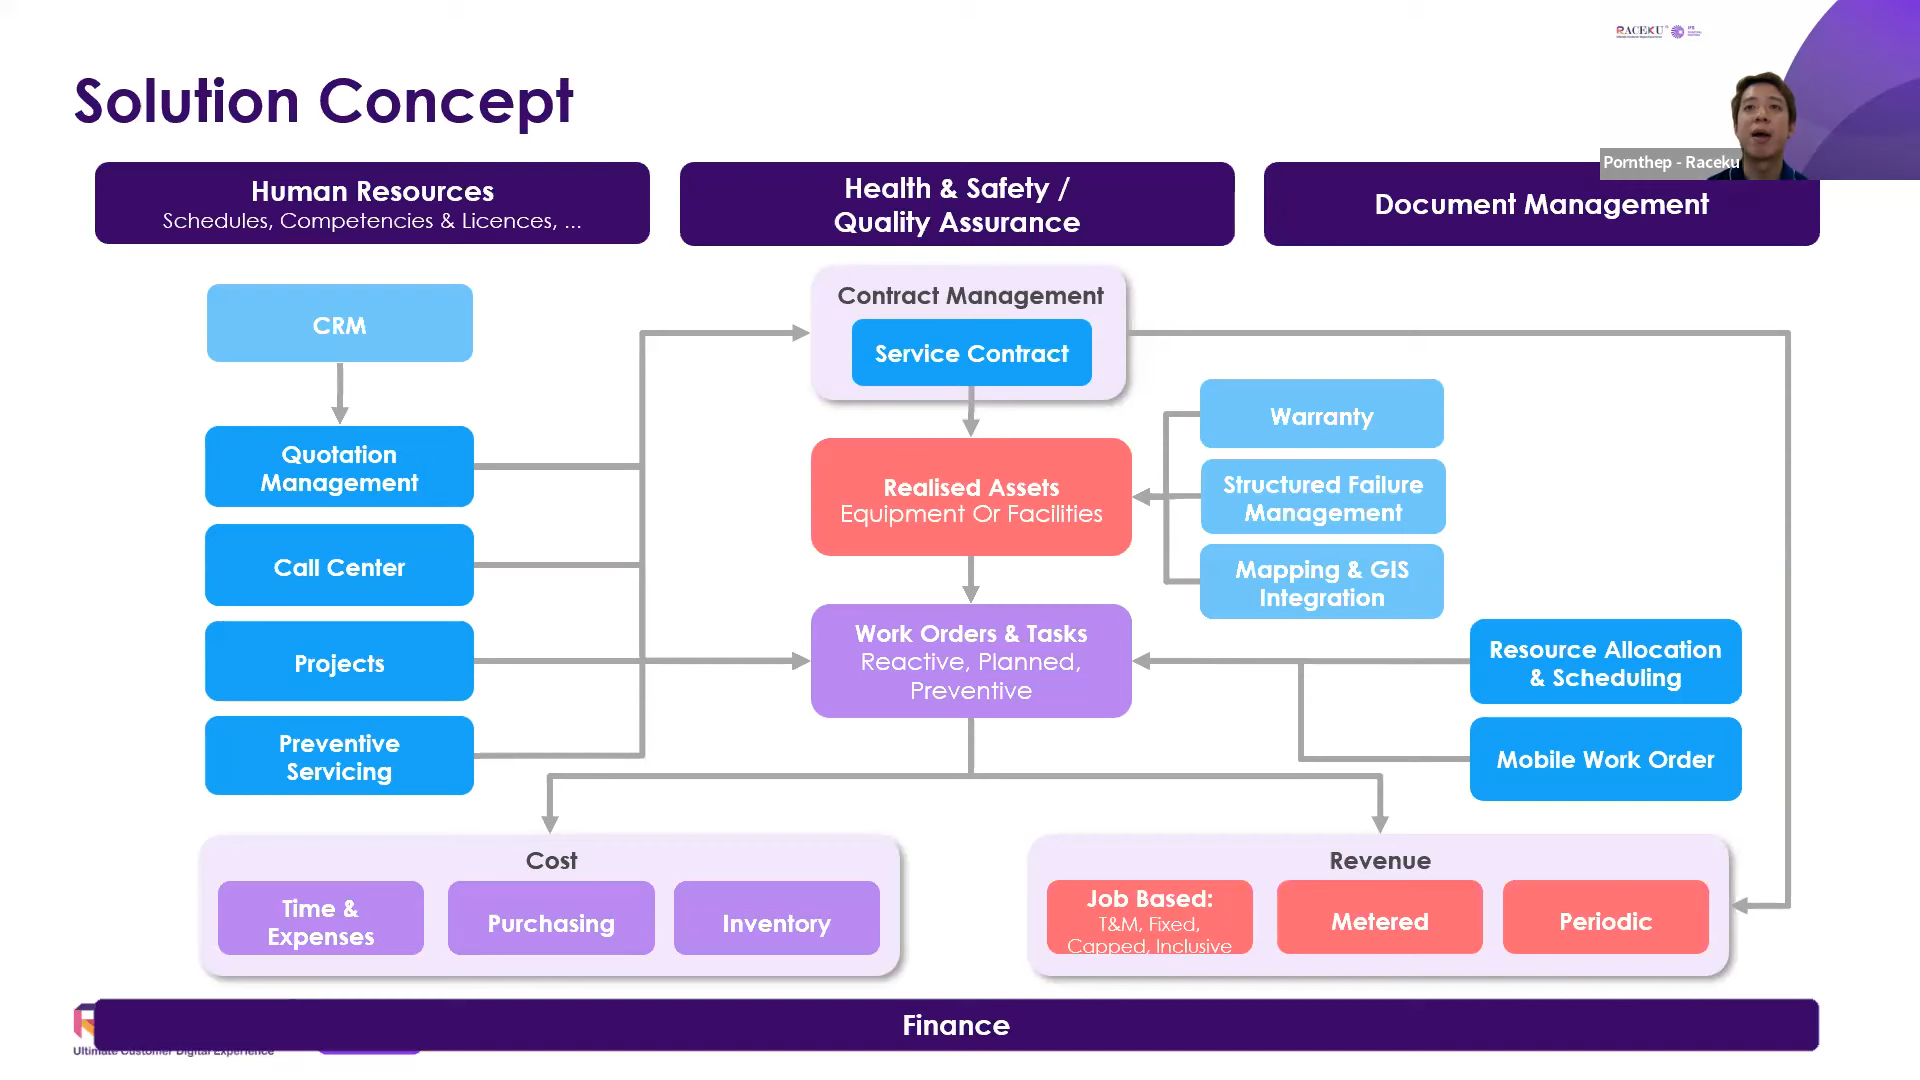 RACEKU
Solution Concept
Pornthep - Raceku
Human Resources
Schedules, Competencies & Licences, ...
Health & Safety /
Quality Assurance
Document Management
CRM
Contract Management
Service Contract
Warranty
Quotation
Management
Realised Assets
Equipment Or Facilities
Structured Failure
Management
Call Center
Mapping & GIS
Integration
Projects
Work Orders & Tasks
Reactive, Planned,
Preventive
Resource Allocation
& Scheduling
Preventive
Servicing
Mobile Work Order
Cost
Time &
Expenses
Purchasing
Inventory
Revenue
Job Based:
T&M, Fixed,
Capped, Inclusive
Metered
Periodic
Finance
Ultimate Customer Digital Experience